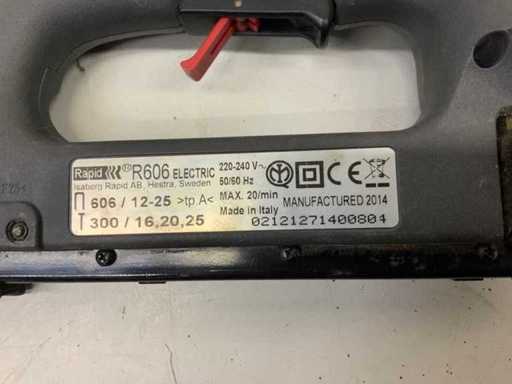 Rapid R606 ELECTRIC 220-240 V~
Isaberg Rapid AB, Hestra, Sweden 50/60 Hz
606 / 12-25 >tp.A< MAX. 20/min MANUFACTURED 2014
300 / 16,20,25 Made in Italy 02121271400804